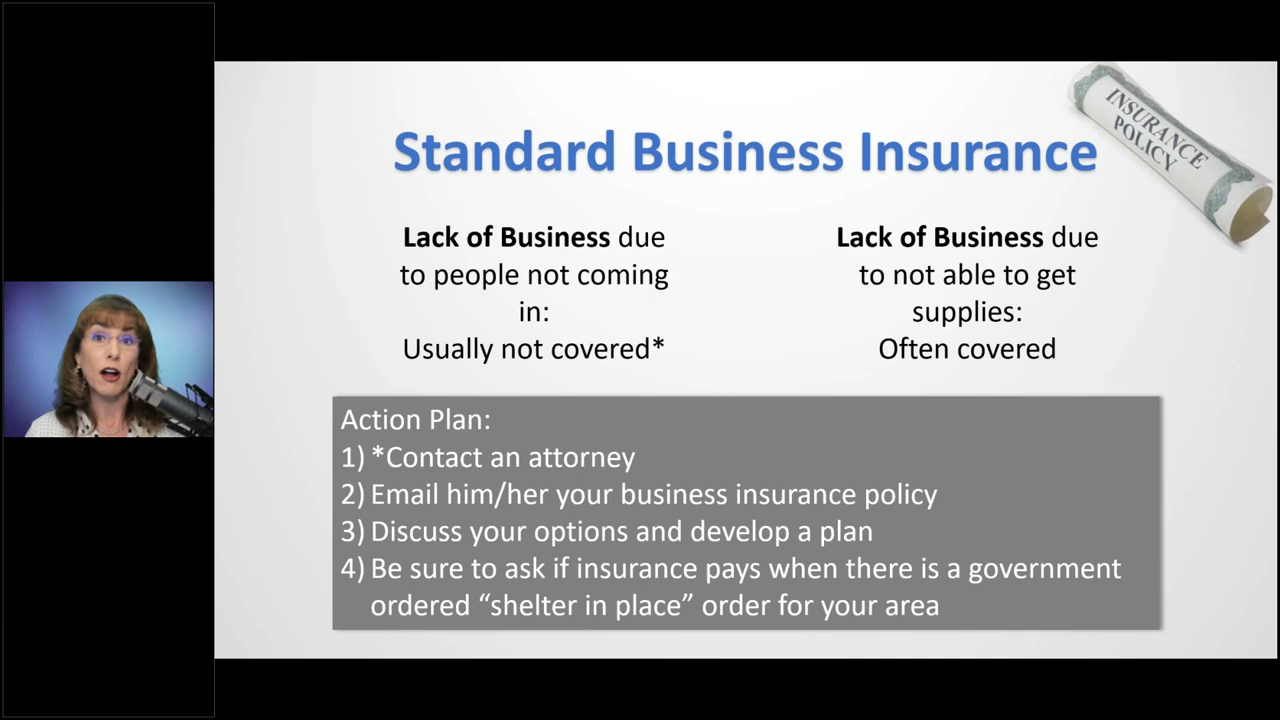 INSURANCE
POLICY
Standard Business Insurance
Lack of Business due
to people not coming
in:
Usually not covered*
Lack of Business due
to not able to get
supplies:
Often covered
Action Plan:
1) *Contact an attorney
2) Email him/her your business insurance policy
3) Discuss your options and develop a plan
4) Be sure to ask if insurance pays when there is a government
ordered “shelter in place” order for your area